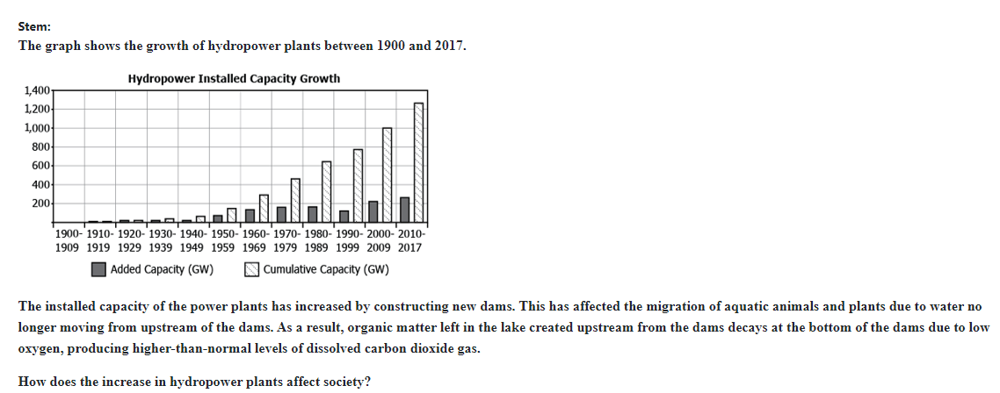 Stem:
The graph shows the growth of hydropower plants between 1900 and 2017.
Hydropower Installed Capacity Growth
1,400
1,200
1,000
800
600
400
200
1900- 1910- 1920- 1930- 1940- 1950- 1960- 1970- 1980- 1990- 2000- 2010-
1909 1919 1929 1939 1949 1959 1969 1979 1989 1999 2009 2017
Added Capacity (GW) Cumulative Capacity (GW)
The installed capacity of the power plants has increased by constructing new dams. This has affected the migration of aquatic animals and plants due to water no
longer moving from upstream of the dams. As a result, organic matter left in the lake created upstream from the dams decays at the bottom of the dams due to low
oxygen, producing higher-than-normal levels of dissolved carbon dioxide gas.
How does the increase in hydropower plants affect society?